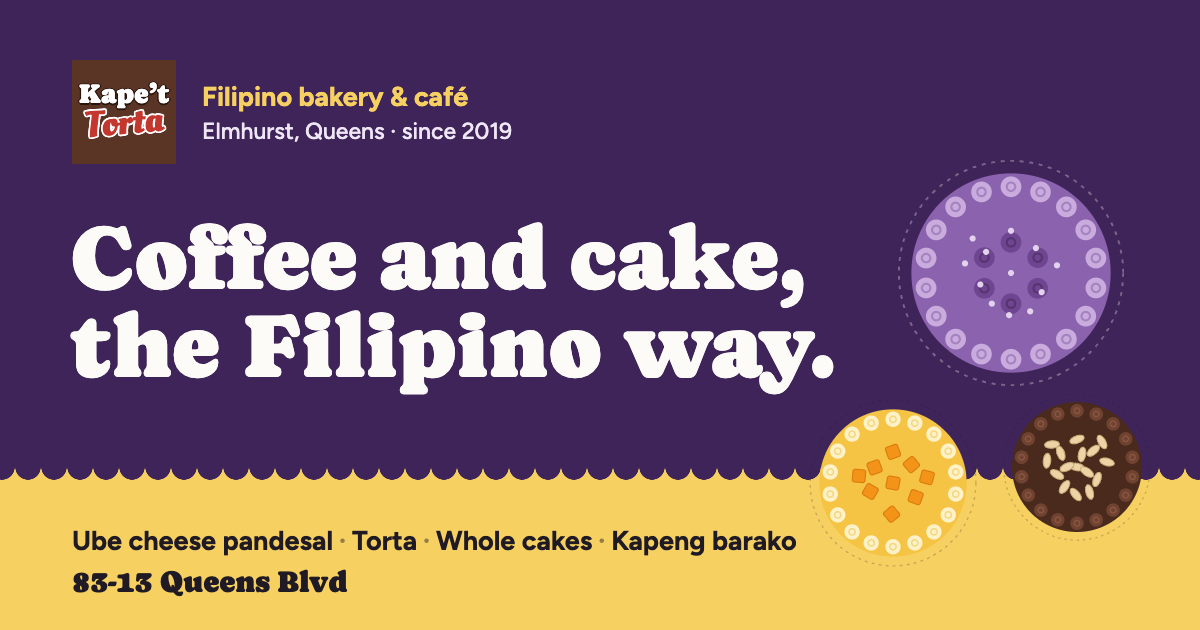 Kape’t
Torta
Filipino bakery & café
Elmhurst, Queens · since 2019
Coffee and cake,
the Filipino way.
Ube cheese pandesal · Torta · Whole cakes · Kapeng barako
83-13 Queens Blvd